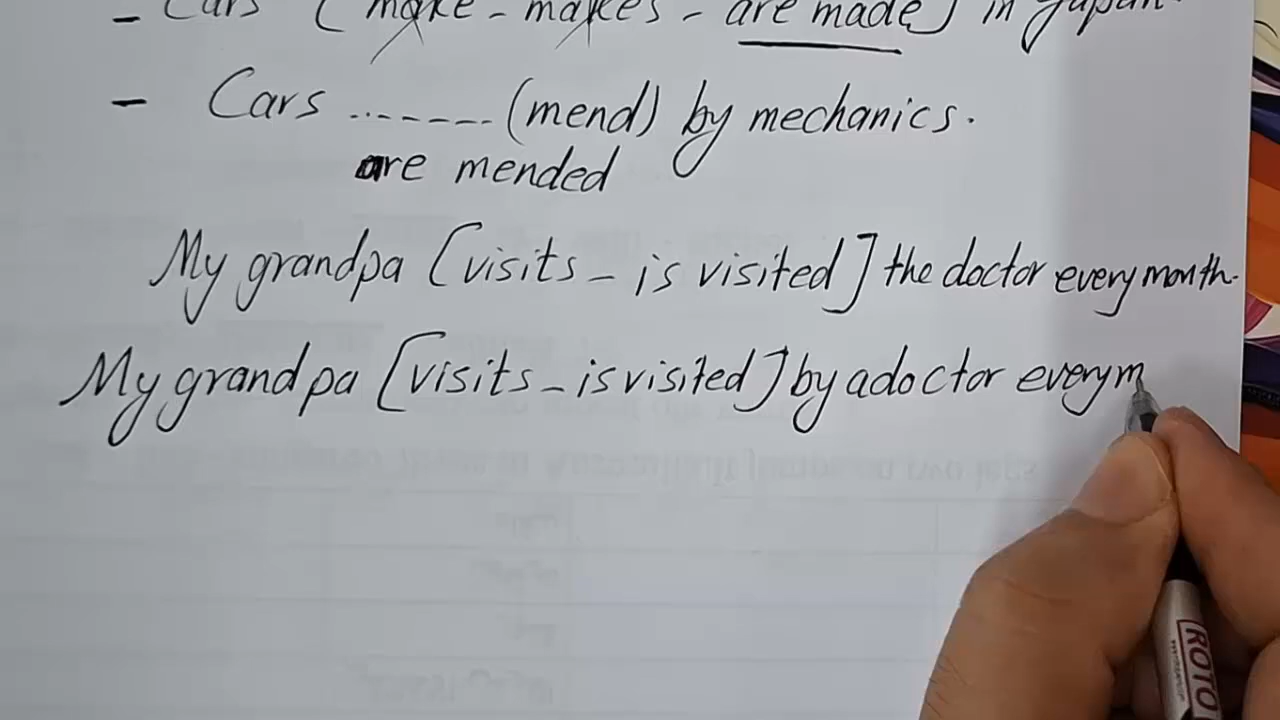 - Cars (make - makes - are made) in Japan.
- Cars ....... (mend) by mechanics.
are mended
My grandpa [visits - is visited] the doctor every month.
My grandpa [visits - is visited] by a doctor every m
ROTO